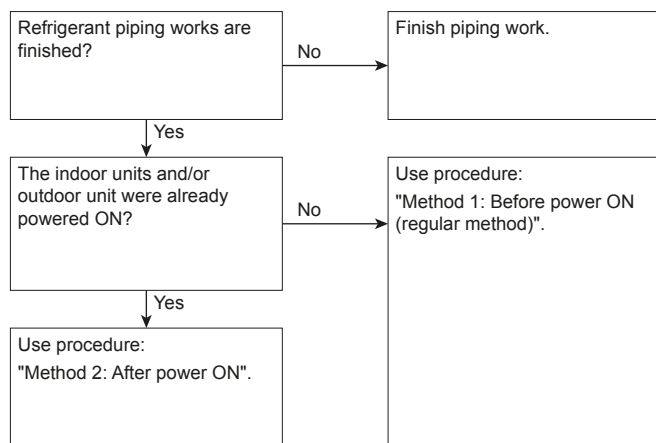 Refrigerant piping works are
finished?
No
Finish piping work.
Yes
The indoor units and/or
outdoor unit were already
powered ON?
No
Use procedure:
"Method 1: Before power ON
(regular method)".
Yes
Use procedure:
"Method 2: After power ON".